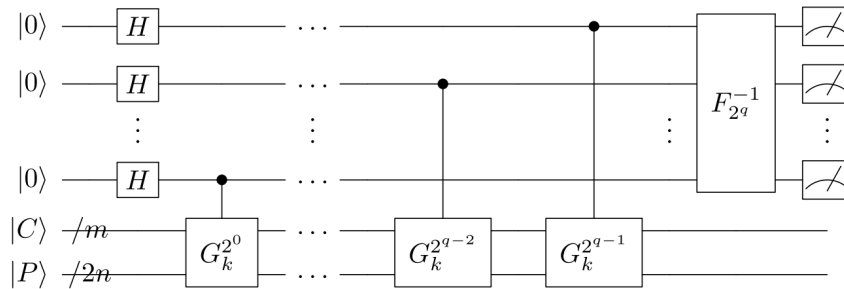 |0⟩ H ⋯
|0⟩ H ⋯
⋮ ⋮ ⋮ ⋮
|0⟩ H ⋯
F_{2^q}^{-1}
|C⟩ /m G_k^{2^0} ⋯ G_k^{2^{q-2}} G_k^{2^{q-1}}
|P⟩ /2n ⋯